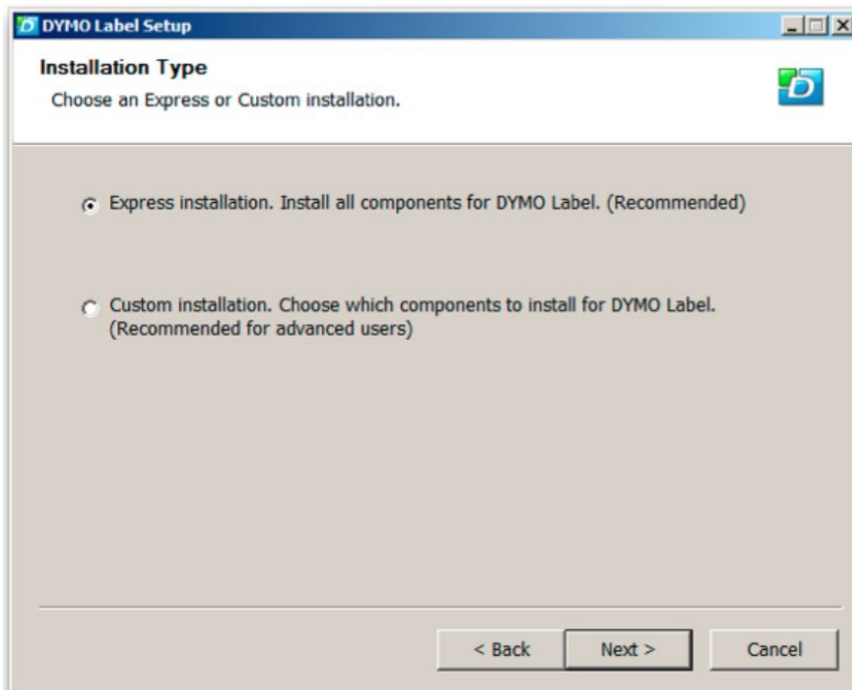 DYMO Label Setup
Installation Type
Choose an Express or Custom installation.
Express installation. Install all components for DYMO Label. (Recommended)
Custom installation. Choose which components to install for DYMO Label.
(Recommended for advanced users)
< Back
Next >
Cancel